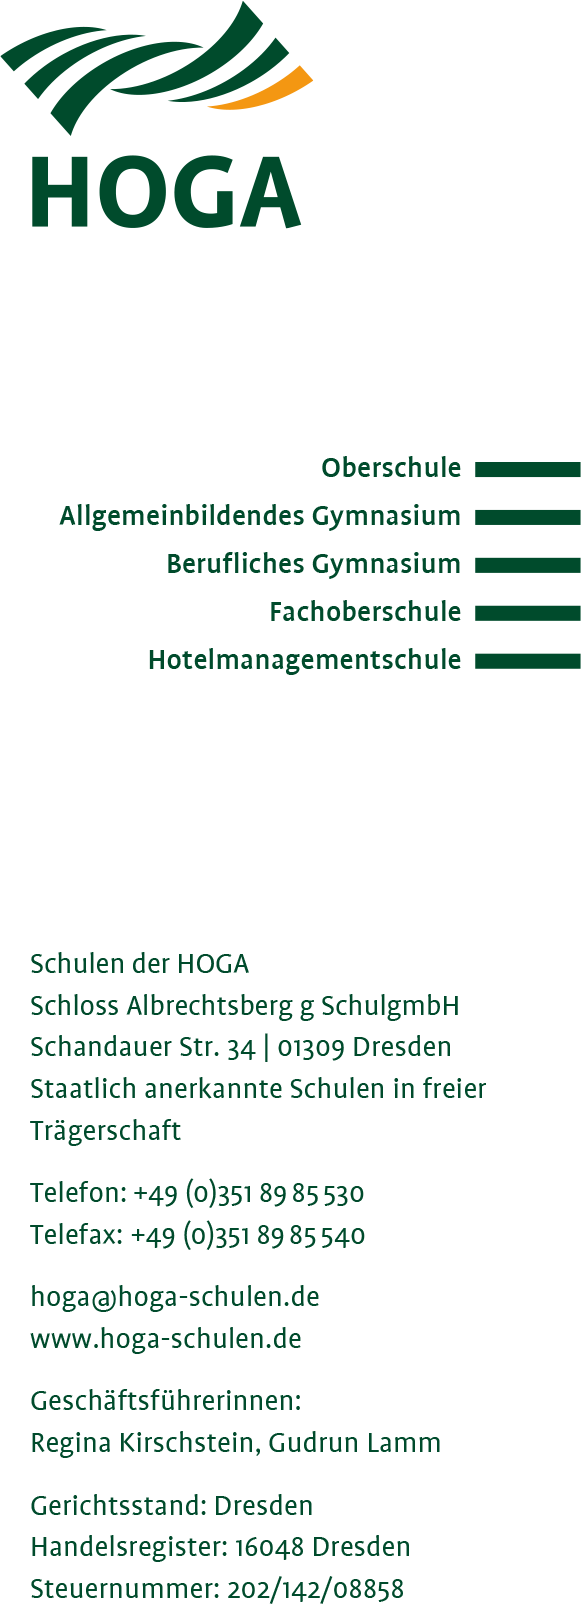 HOGA
Oberschule
Allgemeinbildendes Gymnasium
Berufliches Gymnasium
Fachoberschule
Hotelmanagementschule
Schulen der HOGA
Schloss Albrechtsberg g SchulgmbH
Schandauer Str. 34 | 01309 Dresden
Staatlich anerkannte Schulen in freier
Trägerschaft
Telefon: +49 (0)351 89 85 530
Telefax: +49 (0)351 89 85 540
hoga@hoga-schulen.de
www.hoga-schulen.de
Geschäftsführerinnen:
Regina Kirschstein, Gudrun Lamm
Gerichtsstand: Dresden
Handelsregister: 16048 Dresden
Steuernummer: 202/142/08858